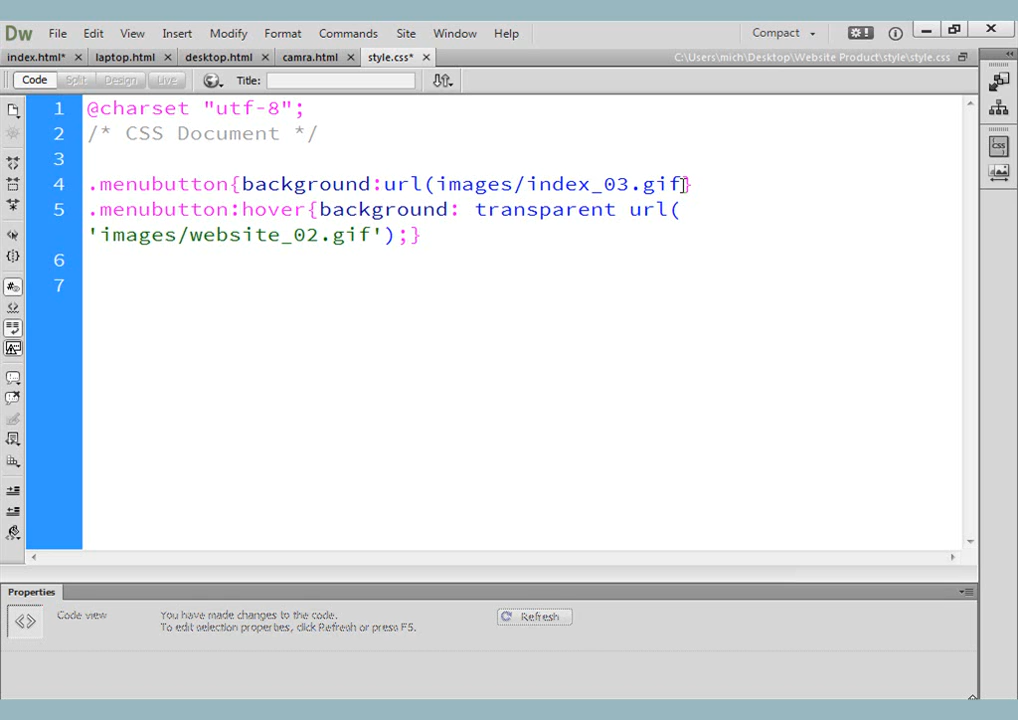 Dw File Edit View Insert Modify Format Commands Site Window Help Compact
index.html* laptop.html desktop.html camra.html style.css* C:\Users\mich\Desktop\Website Product\style\style.css
Code Split Design Live Title:
1 @charset "utf-8";
2 /* CSS Document */
3
4 .menubutton{background:url(images/index_03.gif}
5 .menubutton:hover{background: transparent url(
'images/website_02.gif');}
6
7
Properties
Code view You have made changes to the code.
To edit selection properties, click Refresh or press F5.
Refresh